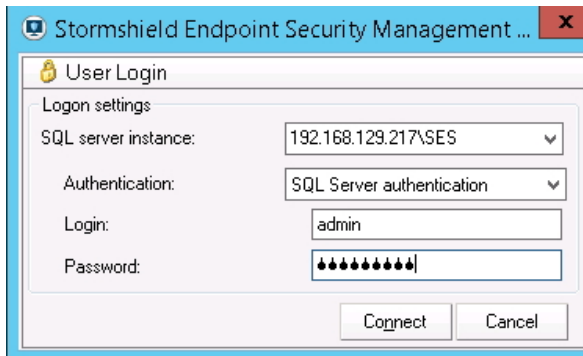 Stormshield Endpoint Security Management ...
User Login
Logon settings
SQL server instance: 192.168.129.217\SES
Authentication: SQL Server authentication
Login: admin
Password:
Connect Cancel